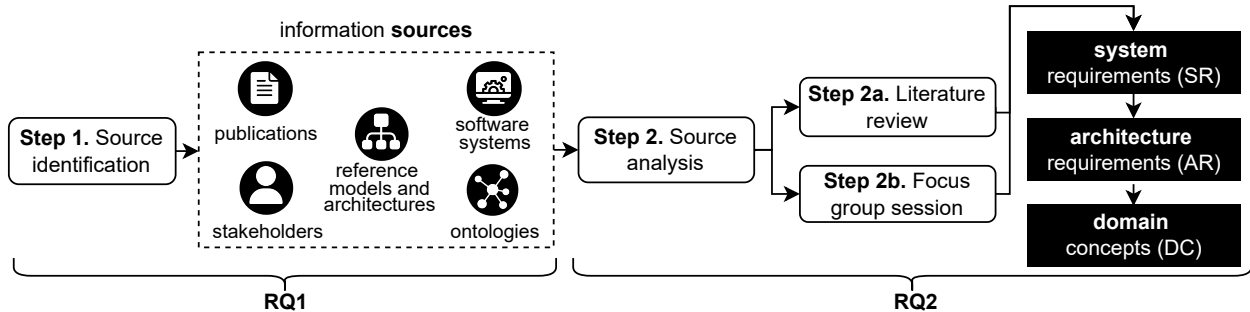 information sources
Step 1. Source
identification
publications
stakeholders
reference
models and
architectures
software
systems
ontologies
Step 2. Source
analysis
Step 2a. Literature
review
Step 2b. Focus
group session
system
requirements (SR)
architecture
requirements (AR)
domain
concepts (DC)
RQ1
RQ2